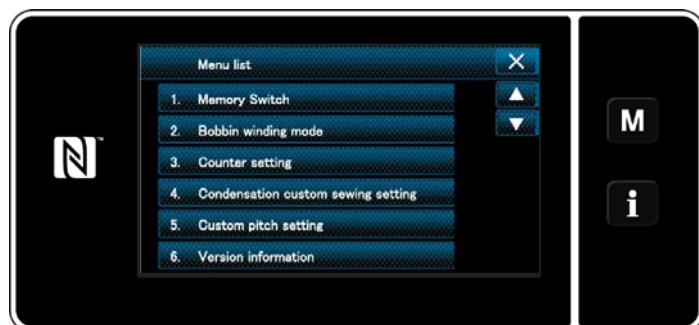 Menu list
1. Memory Switch
2. Bobbin winding mode
3. Counter setting
4. Condensation custom sewing setting
5. Custom pitch setting
6. Version information
M
i